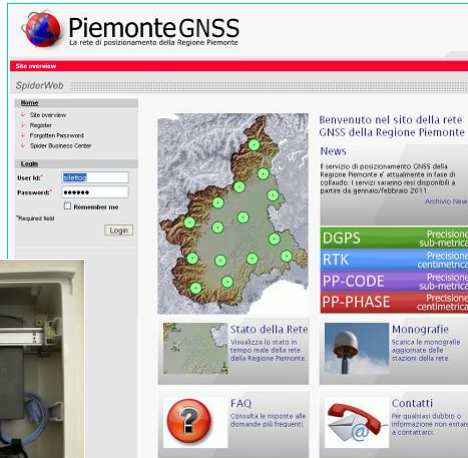 PiemonteGNSS
La rete di posizionamento della Regione Piemonte
Site overview
SpiderWeb
Home
Site overview
Register
Forgotten Password
Spider Business Center
Login
User Id:*
silettog
Password:*
Remember me
*Required field
Login
Benvenuto nel sito della rete
GNSS della Regione Piemonte
News
Il servizio di posizionamento GNSS della
Regione Piemonte e' attualmente in fase di
collaudo. I servizi saranno resi disponibili a
partire da gennaio/febbraio 2011.
Archivio New
DGPS
Precisione
sub-metrica
RTK
Precisione
centimetrica
PP-CODE
Precisione
sub-metrica
PP-PHASE
Precisione
centimetrica
Stato della Rete
Visualizza lo stato in
tempo reale della rete
della Regione Piemonte.
Monografie
Scarica le monografie
aggiornate delle
stazioni della rete.
FAQ
Consulta le risposte alle
domande più frequenti.
Contatti
Per qualsiasi dubbio o
informazione non esitare
a contattarci.